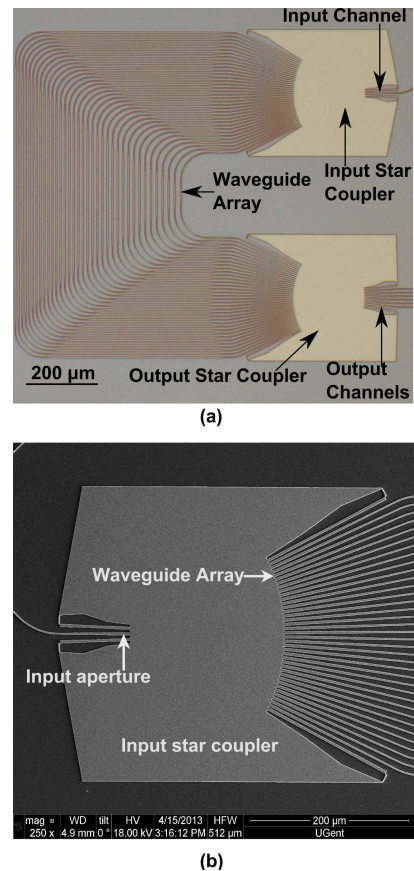 Input Channel
Input Star
Coupler
Waveguide
Array
200 µm
Output Star Coupler
Output
Channels
(a)
Waveguide Array
Input aperture
Input star coupler
mag WD tilt HV 4/15/2013 HFW 200 µm
250 x 4.9 mm 0 ° 18.00 kV 3:16:12 PM 512 µm UGent
(b)